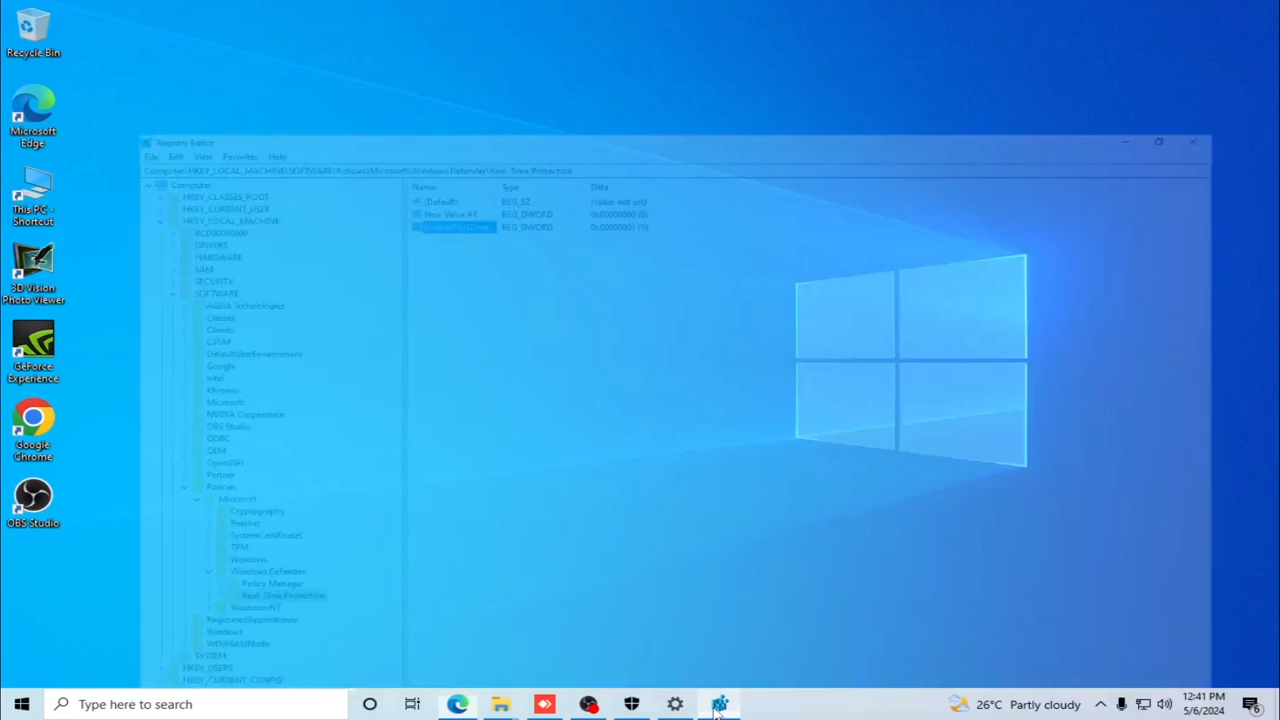 Recycle Bin
Microsoft
Edge
This PC -
Shortcut
3D Vision
Photo Viewer
GeForce
Experience
Google
Chrome
OBS Studio
Registry Editor
File Edit View Favorites Help
Computer\HKEY_LOCAL_MACHINE\SOFTWARE\Policies\Microsoft\Windows Defender\Real-Time Protection
Computer
HKEY_CLASSES_ROOT
HKEY_CURRENT_USER
HKEY_LOCAL_MACHINE
BCD00000000
DRIVERS
HARDWARE
SAM
SECURITY
SOFTWARE
AGEIA Technologies
Classes
Clients
CVSM
DefaultUserEnvironment
Google
Intel
Khronos
Microsoft
NVIDIA Corporation
OBS Studio
ODBC
OEM
OpenSSH
Partner
Policies
Microsoft
Cryptography
PeerNet
SystemCertificates
TPM
Windows
Windows Defender
Policy Manager
Real-Time Protection
Windows NT
RegisteredApplications
Windows
WOW6432Node
SYSTEM
HKEY_USERS
HKEY_CURRENT_CONFIG
Name Type Data
(Default) REG_SZ (value not set)
New Value #1 REG_DWORD 0x00000000 (0)
REG_DWORD 0x00000001 (1)
Type here to search
26°C Partly cloudy
12:41 PM
5/6/2024
6